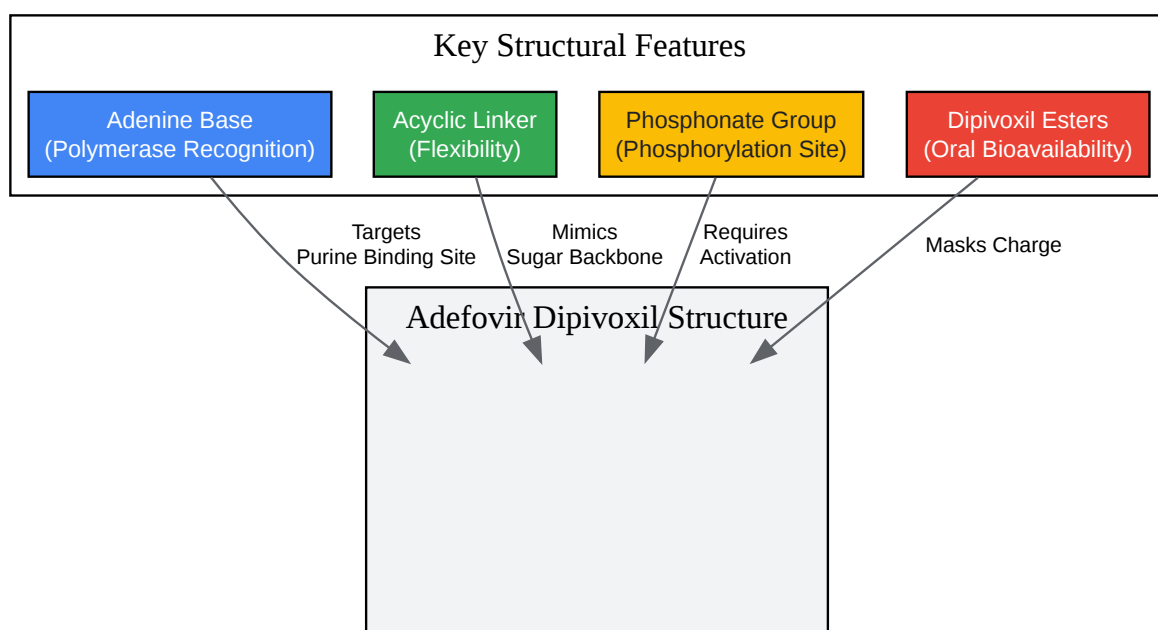 Key Structural Features
Adenine Base
(Polymerase Recognition)
Acyclic Linker
(Flexibility)
Phosphonate Group
(Phosphorylation Site)
Dipivoxil Esters
(Oral Bioavailability)
Targets
Purine Binding Site
Mimics
Sugar Backbone
Requires
Activation
Masks Charge
Adefovir Dipivoxil Structure